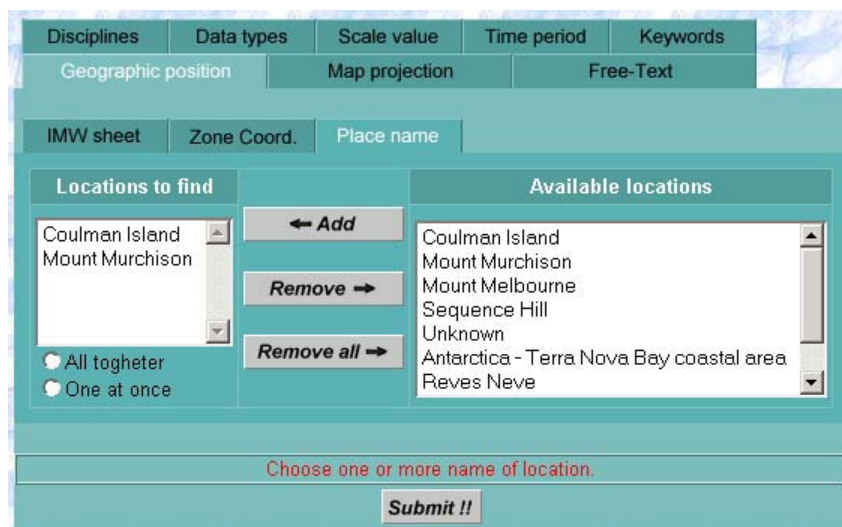 Disciplines Data types Scale value Time period Keywords
Geographic position Map projection Free-Text
IMW sheet Zone Coord. Place name
Locations to find
Coulman Island
Mount Murchison
All togheter
One at once
← Add
Remove →
Remove all →
Available locations
Coulman Island
Mount Murchison
Mount Melbourne
Sequence Hill
Unknown
Antarctica - Terra Nova Bay coastal area
Reves Neve
Choose one or more name of location.
Submit !!